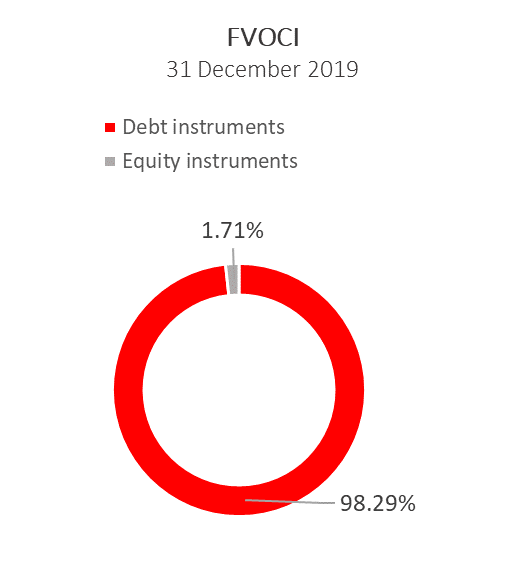 FVOCI
31 December 2019
Debt instruments
Equity instruments
1.71%
98.29%